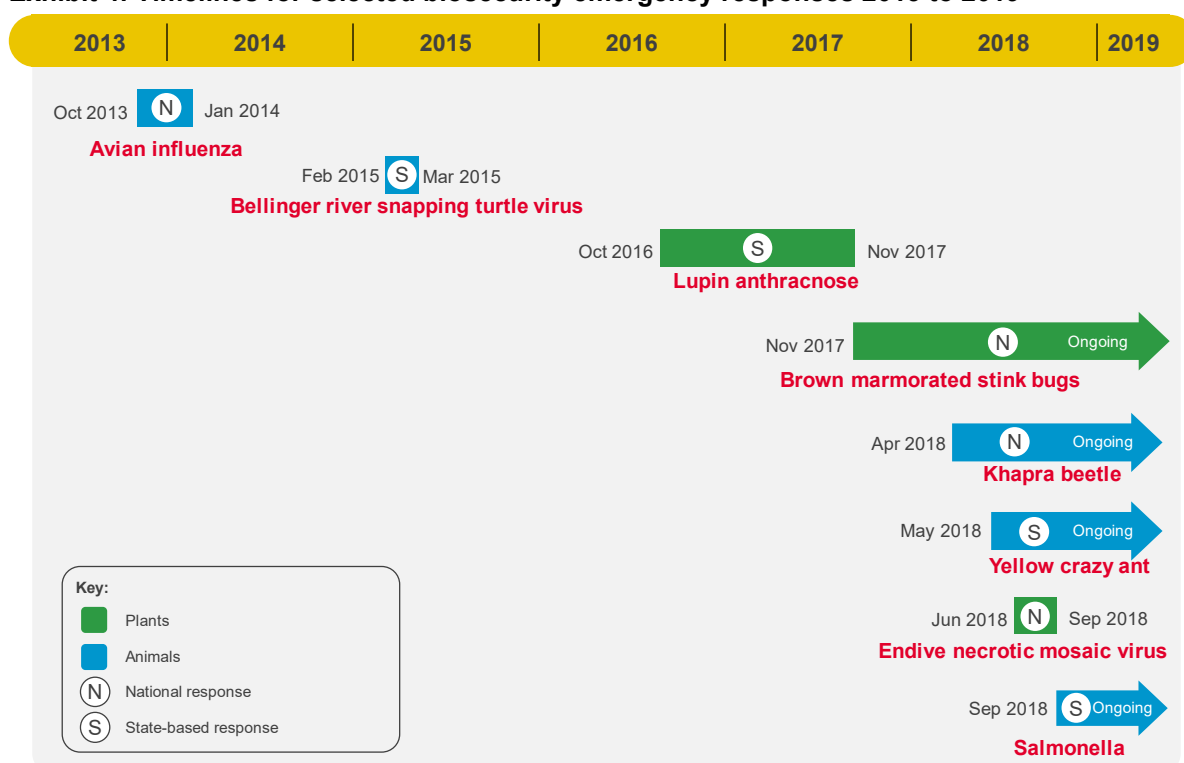 2013 2014 2015 2016 2017 2018 2019
Oct 2013 N Jan 2014
Avian influenza
Feb 2015 S Mar 2015
Bellinger river snapping turtle virus
Oct 2016 S Nov 2017
Lupin anthracnose
Nov 2017 N Ongoing
Brown marmorated stink bugs
Apr 2018 N Ongoing
Khapra beetle
May 2018 S Ongoing
Yellow crazy ant
Jun 2018 N Sep 2018
Endive necrotic mosaic virus
Sep 2018 S Ongoing
Salmonella
Key:
Plants
Animals
N National response
S State-based response